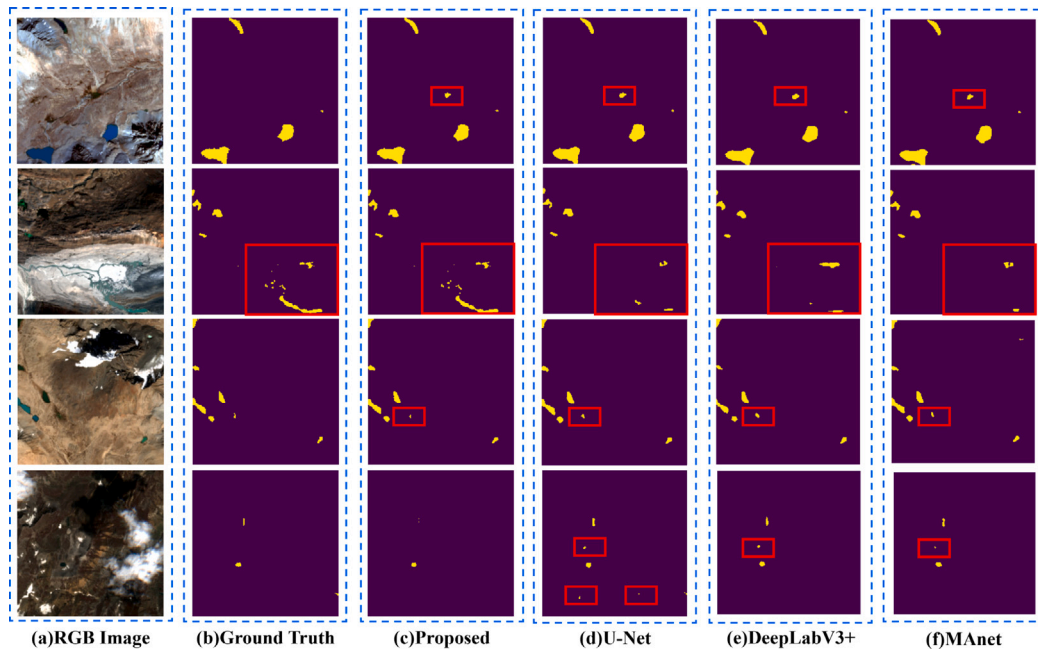 (a)RGB Image
(b)Ground Truth
(c)Proposed
(d)U-Net
(e)DeepLabV3+
(f)MAnet